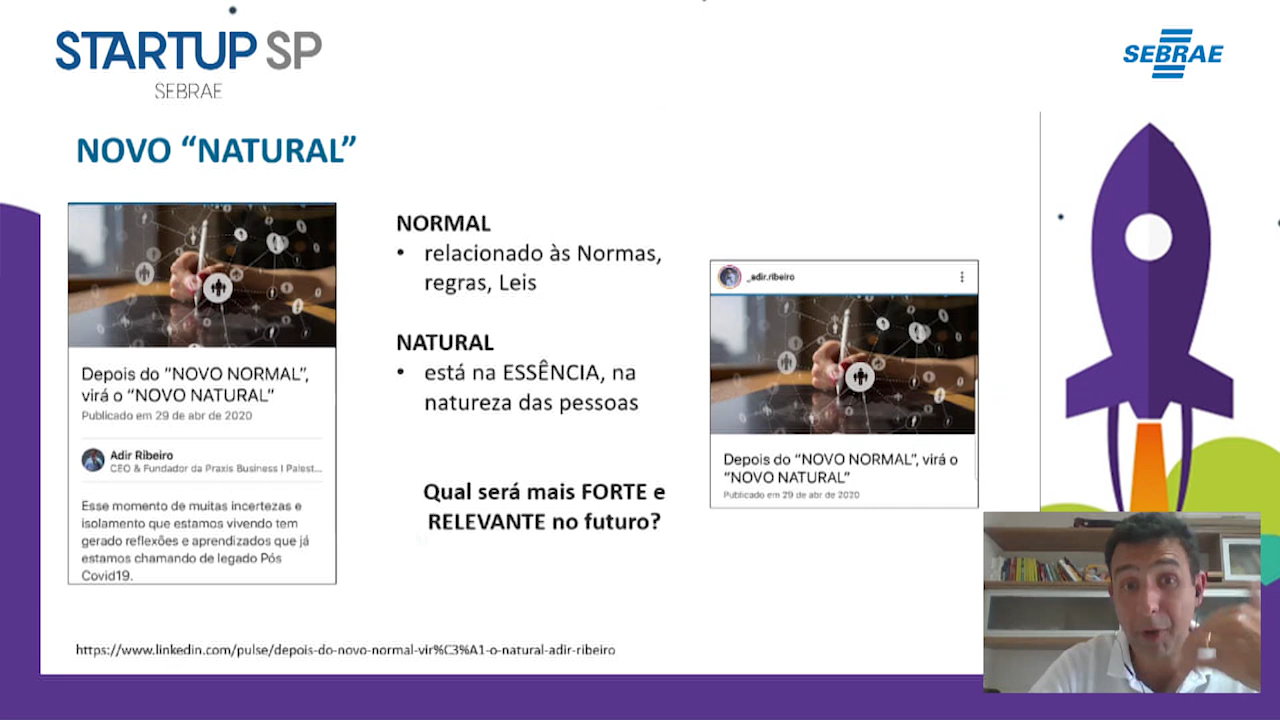 STARTUP SP
SEBRAE
SEBRAE
NOVO “NATURAL”
Depois do “NOVO NORMAL”,
virá o “NOVO NATURAL”
Publicado em 29 de abr de 2020
Adir Ribeiro
CEO & Fundador da Praxis Business | Palest...
Esse momento de muitas incertezas e
isolamento que estamos vivendo tem
gerado reflexões e aprendizados que já
estamos chamando de legado Pós
Covid19.
NORMAL
• relacionado às Normas,
regras, Leis
NATURAL
• está na ESSÊNCIA, na
natureza das pessoas
Qual será mais FORTE e
RELEVANTE no futuro?
_adir.ribeiro
Depois do “NOVO NORMAL”, virá o
“NOVO NATURAL”
Publicado em 29 de abr de 2020
https://www.linkedin.com/pulse/depois-do-novo-normal-vir%C3%A1-o-natural-adir-ribeiro